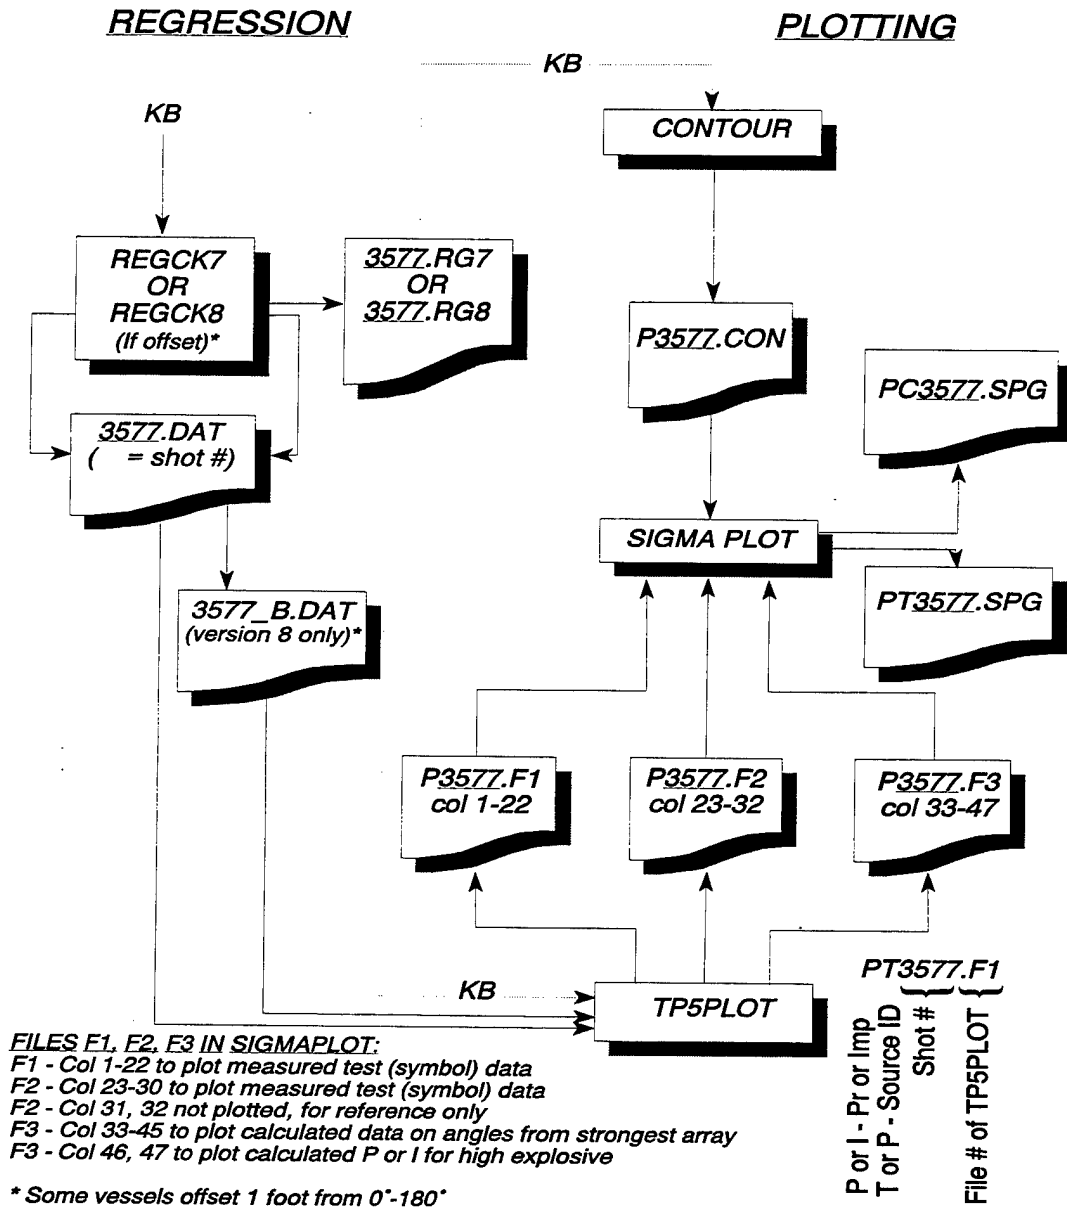 REGRESSION
PLOTTING
KB
KB
CONTOUR
REGCK7
OR
REGCK8
(If offset)*
3577.RG7
OR
3577.RG8
P3577.CON
PC3577.SPG
3577.DAT
( = shot #)
SIGMA PLOT
PT3577.SPG
3577_B.DAT
(version 8 only)*
P3577.F1
col 1-22
P3577.F2
col 23-32
P3577.F3
col 33-47
KB
TP5PLOT
PT3577.F1
P or I - Pr or Imp
T or P - Source ID
Shot #
File # of TP5PLOT
FILES F1, F2, F3 IN SIGMAPLOT:
F1 - Col 1-22 to plot measured test (symbol) data
F2 - Col 23-30 to plot measured test (symbol) data
F2 - Col 31, 32 not plotted, for reference only
F3 - Col 33-45 to plot calculated data on angles from strongest array
F3 - Col 46, 47 to plot calculated P or I for high explosive
* Some vessels offset 1 foot from 0°-180°